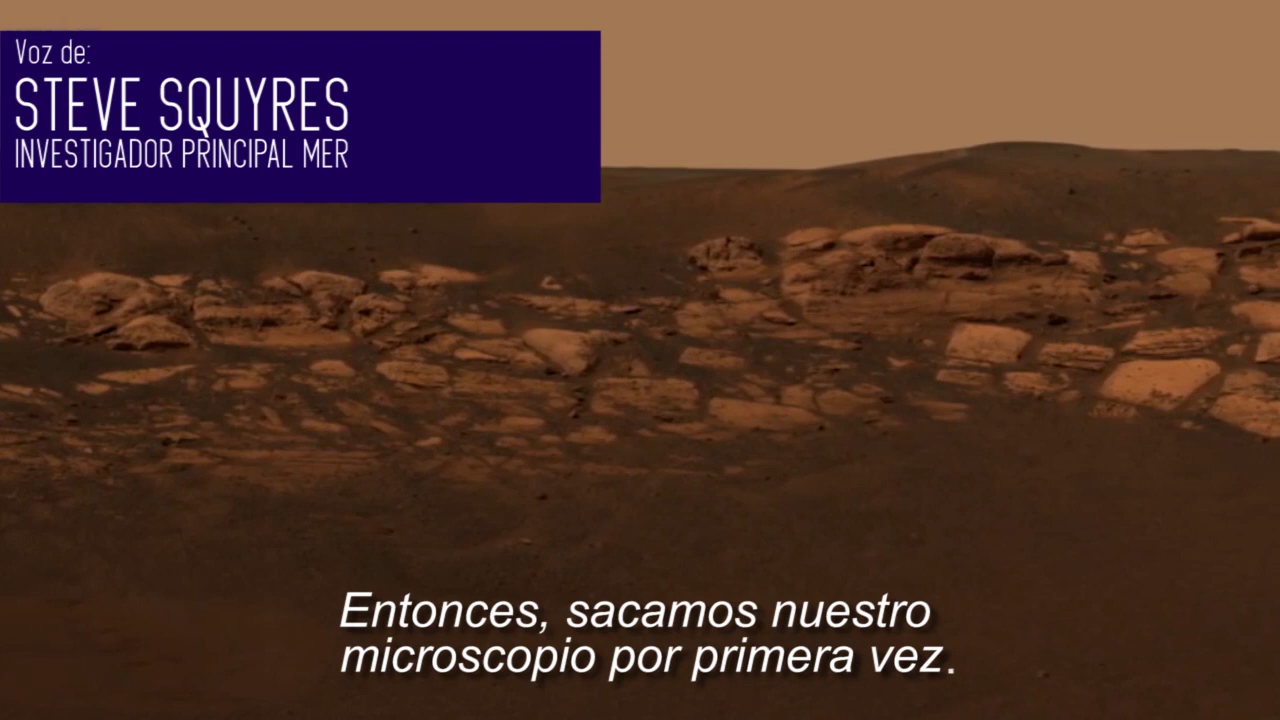 Voz de:
STEVE SQUYRES
INVESTIGADOR PRINCIPAL MER
Entonces, sacamos nuestro
microscopio por primera vez.